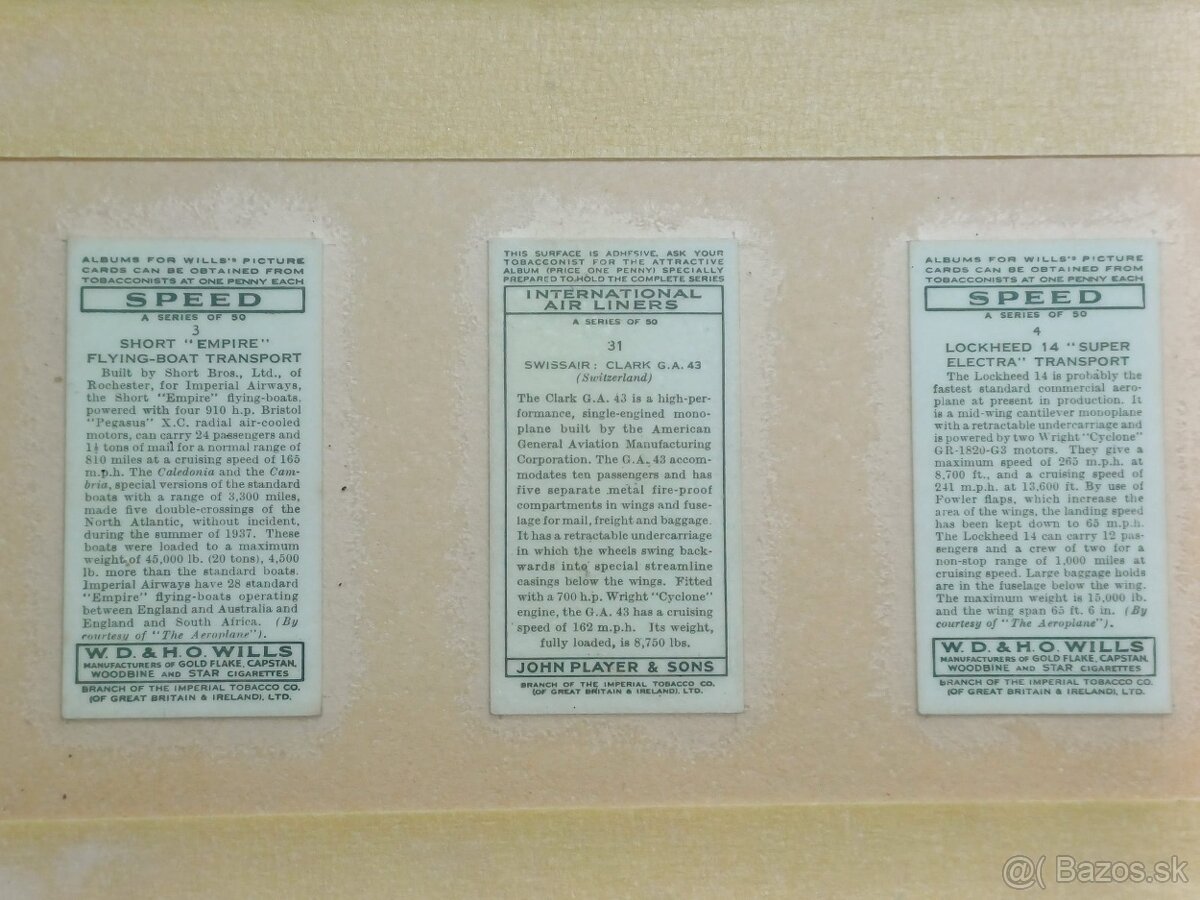 ALBUMS FOR WILLS'S PICTURE
CARDS CAN BE OBTAINED FROM
TOBACCONISTS AT ONE PENNY EACH
SPEED
A SERIES OF 50
3
SHORT "EMPIRE"
FLYING-BOAT TRANSPORT
Built by Short Bros., Ltd., of
Rochester, for Imperial Airways,
the Short "Empire" flying-boats,
powered with four 910 h.p. Bristol
"Pegasus" X.C. radial air-cooled
motors, can carry 24 passengers and
1½ tons of mail for a normal range of
810 miles at a cruising speed of 165
m.p.h. The Caledonia and the Cam-
bria, special versions of the standard
boats with a range of 3,300 miles,
made five double-crossings of the
North Atlantic, without incident,
during the summer of 1937. These
boats were loaded to a maximum
weight of 45,000 lb. (20 tons), 4,500
lb. more than the standard boats.
Imperial Airways have 28 standard
"Empire" flying-boats operating
between England and Australia and
England and South Africa. (By
courtesy of "The Aeroplane").
W. D. & H. O. WILLS
MANUFACTURERS OF GOLD FLAKE, CAPSTAN,
WOODBINE AND STAR CIGARETTES
BRANCH OF THE IMPERIAL TOBACCO CO.
(OF GREAT BRITAIN & IRELAND), LTD.
THIS SURFACE IS ADHESIVE. ASK YOUR
TOBACCONIST FOR THE ATTRACTIVE
ALBUM (PRICE ONE PENNY) SPECIALLY
PREPARED TO HOLD THE COMPLETE SERIES
INTERNATIONAL
AIR LINERS
A SERIES OF 50
31
SWISSAIR: CLARK G.A. 43
(Switzerland)
The Clark G.A. 43 is a high-per-
formance, single-engined mono-
plane built by the American
General Aviation Manufacturing
Corporation. The G.A. 43 accom-
modates ten passengers and has
five separate metal fire-proof
compartments in wings and fuse-
lage for mail, freight and baggage.
It has a retractable undercarriage
in which the wheels swing back-
wards into special streamline
casings below the wings. Fitted
with a 700 h.p. Wright "Cyclone"
engine, the G.A. 43 has a cruising
speed of 162 m.p.h. Its weight,
fully loaded, is 8,750 lbs.
JOHN PLAYER & SONS
BRANCH OF THE IMPERIAL TOBACCO CO.
(OF GREAT BRITAIN & IRELAND), LTD.
ALBUMS FOR WILLS'S PICTURE
CARDS CAN BE OBTAINED FROM
TOBACCONISTS AT ONE PENNY EACH
SPEED
A SERIES OF 50
4
LOCKHEED 14 "SUPER
ELECTRA" TRANSPORT
The Lockheed 14 is probably the
fastest standard commercial aero-
plane at present in production. It
is a mid-wing cantilever monoplane
with a retractable undercarriage and
is powered by two Wright "Cyclone"
GR-1820-G3 motors. They give a
maximum speed of 265 m.p.h. at
8,700 ft., and a cruising speed of
241 m.p.h. at 13,600 ft. By use of
Fowler flaps, which increase the
area of the wings, the landing speed
has been kept down to 65 m.p.h.
The Lockheed 14 can carry 12 pas-
sengers and a crew of two for a
non-stop range of 1,000 miles at
cruising speed. Large baggage holds
are in the fuselage below the wing.
The maximum weight is 15,000 lb.
and the wing span 65 ft. 6 in. (By
courtesy of "The Aeroplane").
W. D. & H. O. WILLS
MANUFACTURERS OF GOLD FLAKE, CAPSTAN,
WOODBINE AND STAR CIGARETTES
BRANCH OF THE IMPERIAL TOBACCO CO.
(OF GREAT BRITAIN & IRELAND), LTD.
@( Bazos.sk